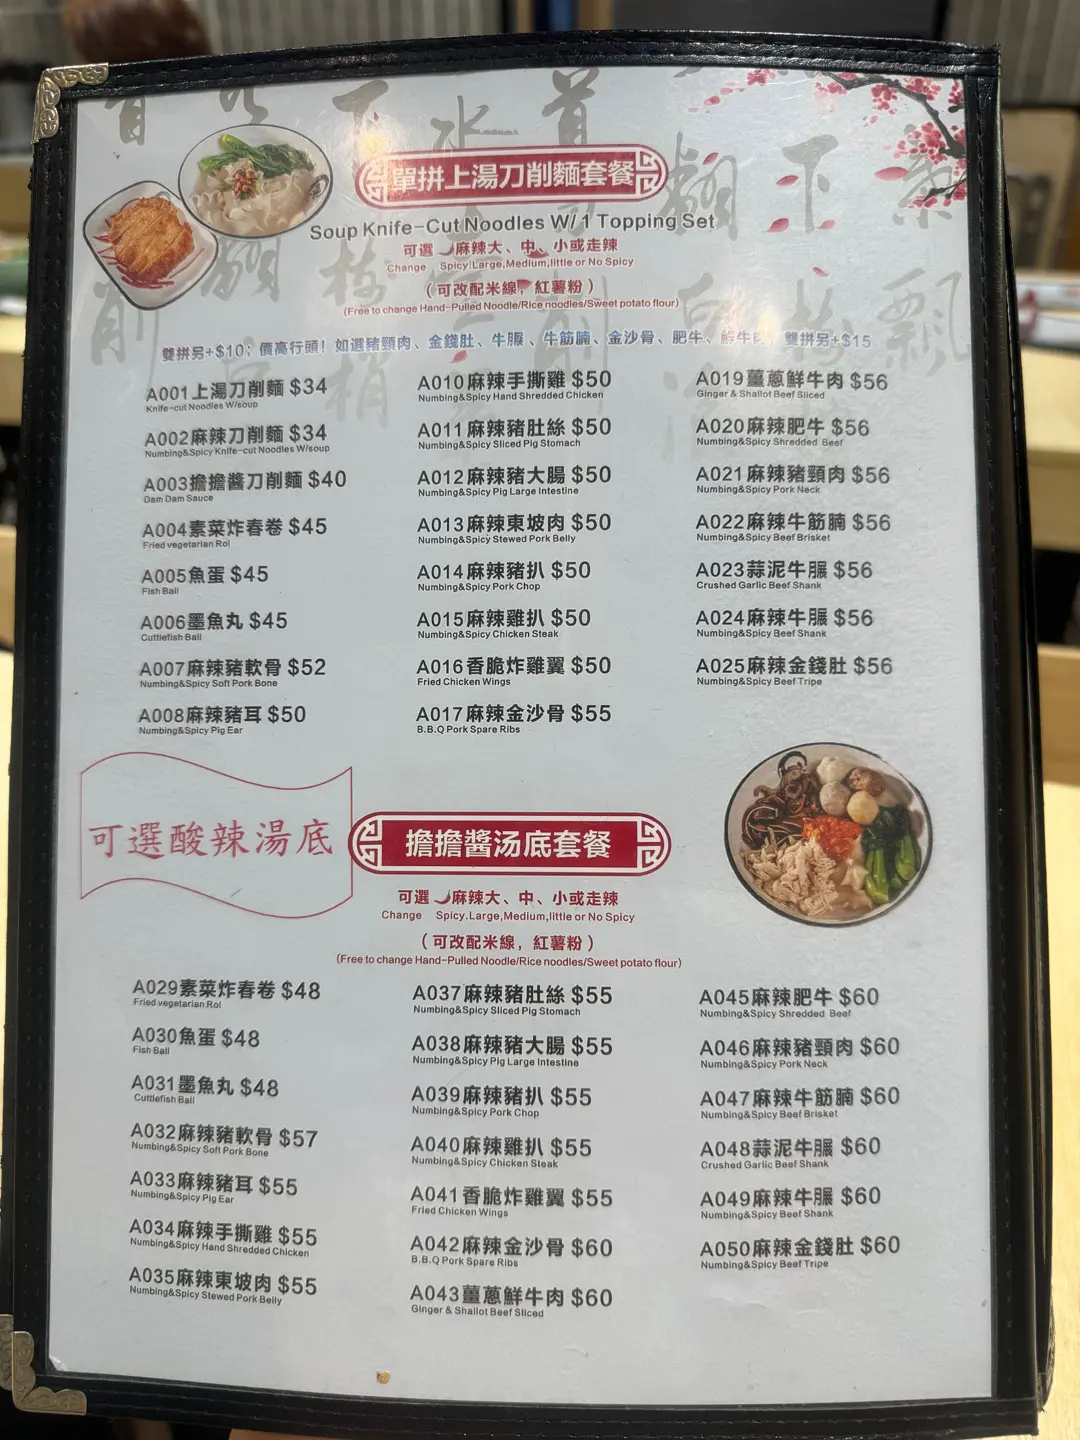 單拼上湯刀削麵套餐
Soup Knife-Cut Noodles W/1 Topping Set
可選 麻辣大、中、小或走辣
Change Spicy.Large,Medium,little or No Spicy
（可改配米線，紅薯粉）
(Free to change Hand-Pulled Noodle/Rice noodles/Sweet potato flour)
雙拼另+$10；價高行頭！如選豬頸肉、金錢肚、牛𦟌、牛筋腩、金沙骨、肥牛、鮮牛肉，雙拼另+$15
A001上湯刀削麵 $34
Knife-cut Noodles W/soup
A002麻辣刀削麵 $34
Numbing&Spicy Knife-cut Noodles W/soup
A003擔擔醬刀削麵 $40
Dam Dam Sauce
A004素菜炸春卷 $45
Fried vegetarian Rol
A005魚蛋 $45
Fish Ball
A006墨魚丸 $45
Cuttlefish Ball
A007麻辣豬軟骨 $52
Numbing&Spicy Soft Pork Bone
A008麻辣豬耳 $50
Numbing&Spicy Pig Ear
A010麻辣手撕雞 $50
Numbing&Spicy Hand Shredded Chicken
A011麻辣豬肚絲 $50
Numbing&Spicy Sliced Pig Stomach
A012麻辣豬大腸 $50
Numbing&Spicy Pig Large Intestine
A013麻辣東坡肉 $50
Numbing&Spicy Stewed Pork Belly
A014麻辣豬扒 $50
Numbing&Spicy Pork Chop
A015麻辣雞扒 $50
Numbing&Spicy Chicken Steak
A016香脆炸雞翼 $50
Fried Chicken Wings
A017麻辣金沙骨 $55
B.B.Q Pork Spare Ribs
A019薑蔥鮮牛肉 $56
Ginger & Shallot Beef Sliced
A020麻辣肥牛 $56
Numbing&Spicy Shredded Beef
A021麻辣豬頸肉 $56
Numbing&Spicy Pork Neck
A022麻辣牛筋腩 $56
Numbing&Spicy Beef Brisket
A023蒜泥牛𦟌 $56
Crushed Garlic Beef Shank
A024麻辣牛𦟌 $56
Numbing&Spicy Beef Shank
A025麻辣金錢肚 $56
Numbing&Spicy Beef Tripe
可選酸辣湯底
擔擔醬汤底套餐
可選 麻辣大、中、小或走辣
Change Spicy.Large,Medium,little or No Spicy
（可改配米線，紅薯粉）
(Free to change Hand-Pulled Noodle/Rice noodles/Sweet potato flour)
A029素菜炸春卷 $48
Fried vegetarian Rol
A030魚蛋 $48
Fish Ball
A031墨魚丸 $48
Cuttlefish Ball
A032麻辣豬軟骨 $57
Numbing&Spicy Soft Pork Bone
A033麻辣豬耳 $55
Numbing&Spicy Pig Ear
A034麻辣手撕雞 $55
Numbing&Spicy Hand Shredded Chicken
A035麻辣東坡肉 $55
Numbing&Spicy Stewed Pork Belly
A037麻辣豬肚絲 $55
Numbing&Spicy Sliced Pig Stomach
A038麻辣豬大腸 $55
Numbing&Spicy Pig Large Intestine
A039麻辣豬扒 $55
Numbing&Spicy Pork Chop
A040麻辣雞扒 $55
Numbing&Spicy Chicken Steak
A041香脆炸雞翼 $55
Fried Chicken Wings
A042麻辣金沙骨 $60
B.B.Q Pork Spare Ribs
A043薑蔥鮮牛肉 $60
Ginger & Shallot Beef Sliced
A045麻辣肥牛 $60
Numbing&Spicy Shredded Beef
A046麻辣豬頸肉 $60
Numbing&Spicy Pork Neck
A047麻辣牛筋腩 $60
Numbing&Spicy Beef Brisket
A048蒜泥牛𦟌 $60
Crushed Garlic Beef Shank
A049麻辣牛𦟌 $60
Numbing&Spicy Beef Shank
A050麻辣金錢肚 $60
Numbing&Spicy Beef Tripe